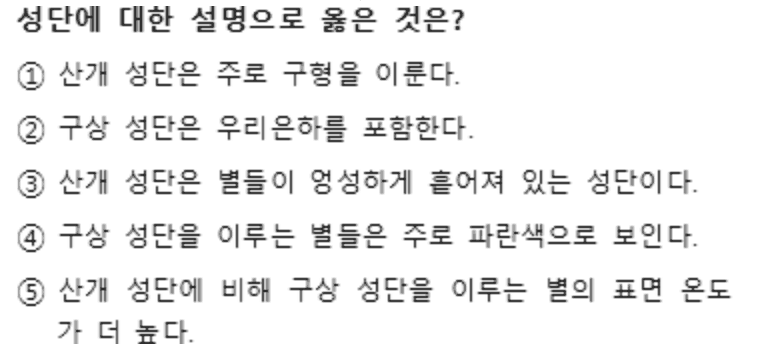 성단에 대한 설명으로 옳은 것은?
① 산개 성단은 주로 구형을 이룬다.
② 구상 성단은 우리은하를 포함한다.
③ 산개 성단은 별들이 엉성하게 흩어져 있는 성단이다.
④ 구상 성단을 이루는 별들은 주로 파란색으로 보인다.
⑤ 산개 성단에 비해 구상 성단을 이루는 별의 표면 온도
가 더 높다.